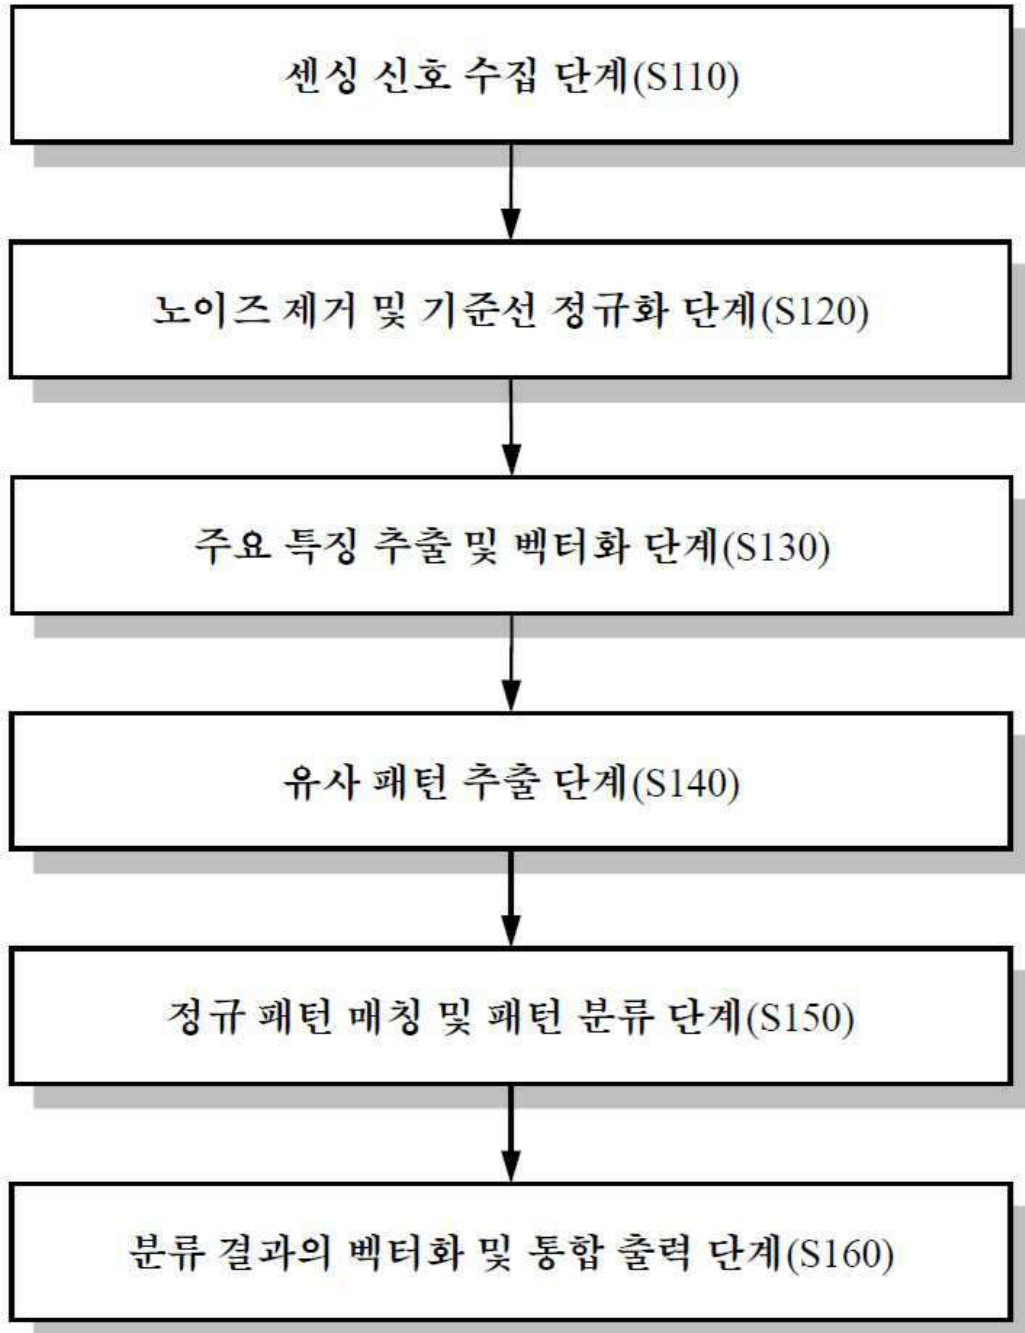 센싱 신호 수집 단계(S110)
노이즈 제거 및 기준선 정규화 단계(S120)
주요 특징 추출 및 벡터화 단계(S130)
유사 패턴 추출 단계(S140)
정규 패턴 매칭 및 패턴 분류 단계(S150)
분류 결과의 벡터화 및 통합 출력 단계(S160)